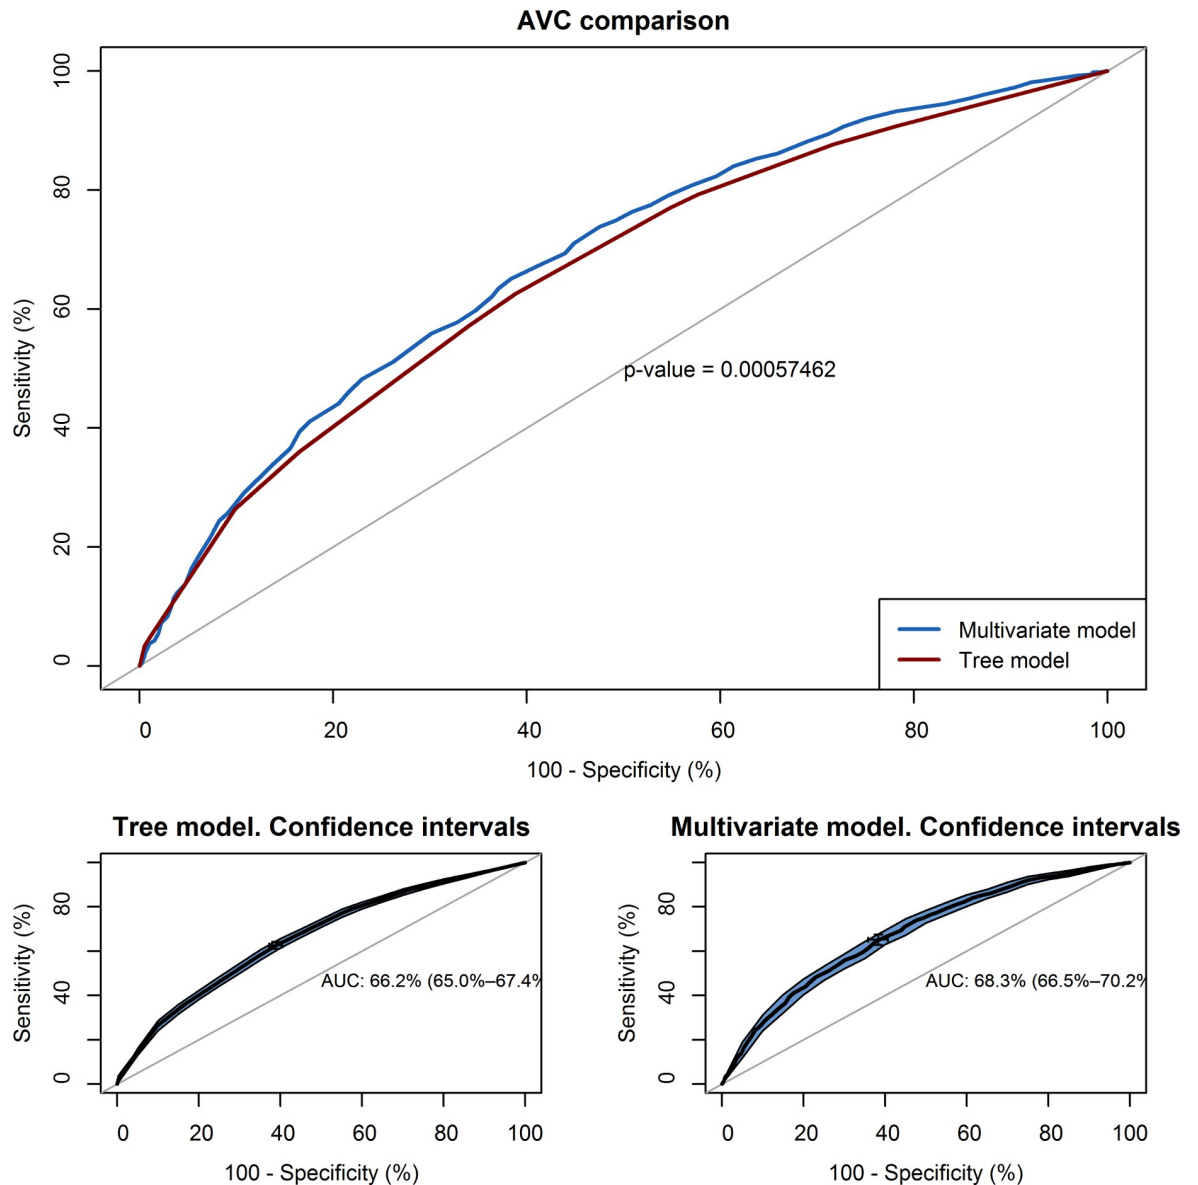 AVC comparison
100
80
60
40
20
0
Sensitivity (%)
p-value = 0.00057462
Multivariate model
Tree model
0 20 40 60 80 100
100 - Specificity (%)
Tree model. Confidence intervals
80
40
0
Sensitivity (%)
AUC: 66.2% (65.0%–67.4%
0 20 40 60 80 100
100 - Specificity (%)
Multivariate model. Confidence intervals
80
40
0
Sensitivity (%)
AUC: 68.3% (66.5%–70.2%
0 20 40 60 80 100
100 - Specificity (%)